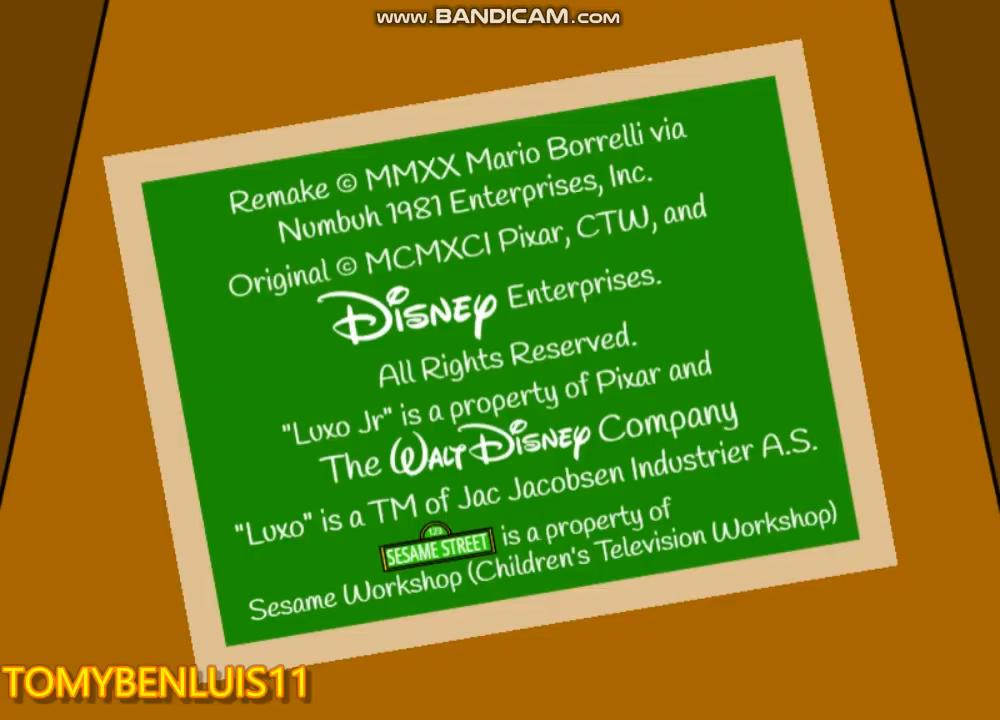 www.BANDICAM.com
Remake © MMXX Mario Borrelli via
Numbuh 1981 Enterprises, Inc.
Original © MCMXCI Pixar, CTW, and
Disney Enterprises.
All Rights Reserved.
"Luxo Jr" is a property of Pixar and
The Walt Disney Company
"Luxo" is a TM of Jac Jacobsen Industrier A.S.
123
SESAME STREET is a property of
Sesame Workshop (Children's Television Workshop)
TOMYBENLUIS11